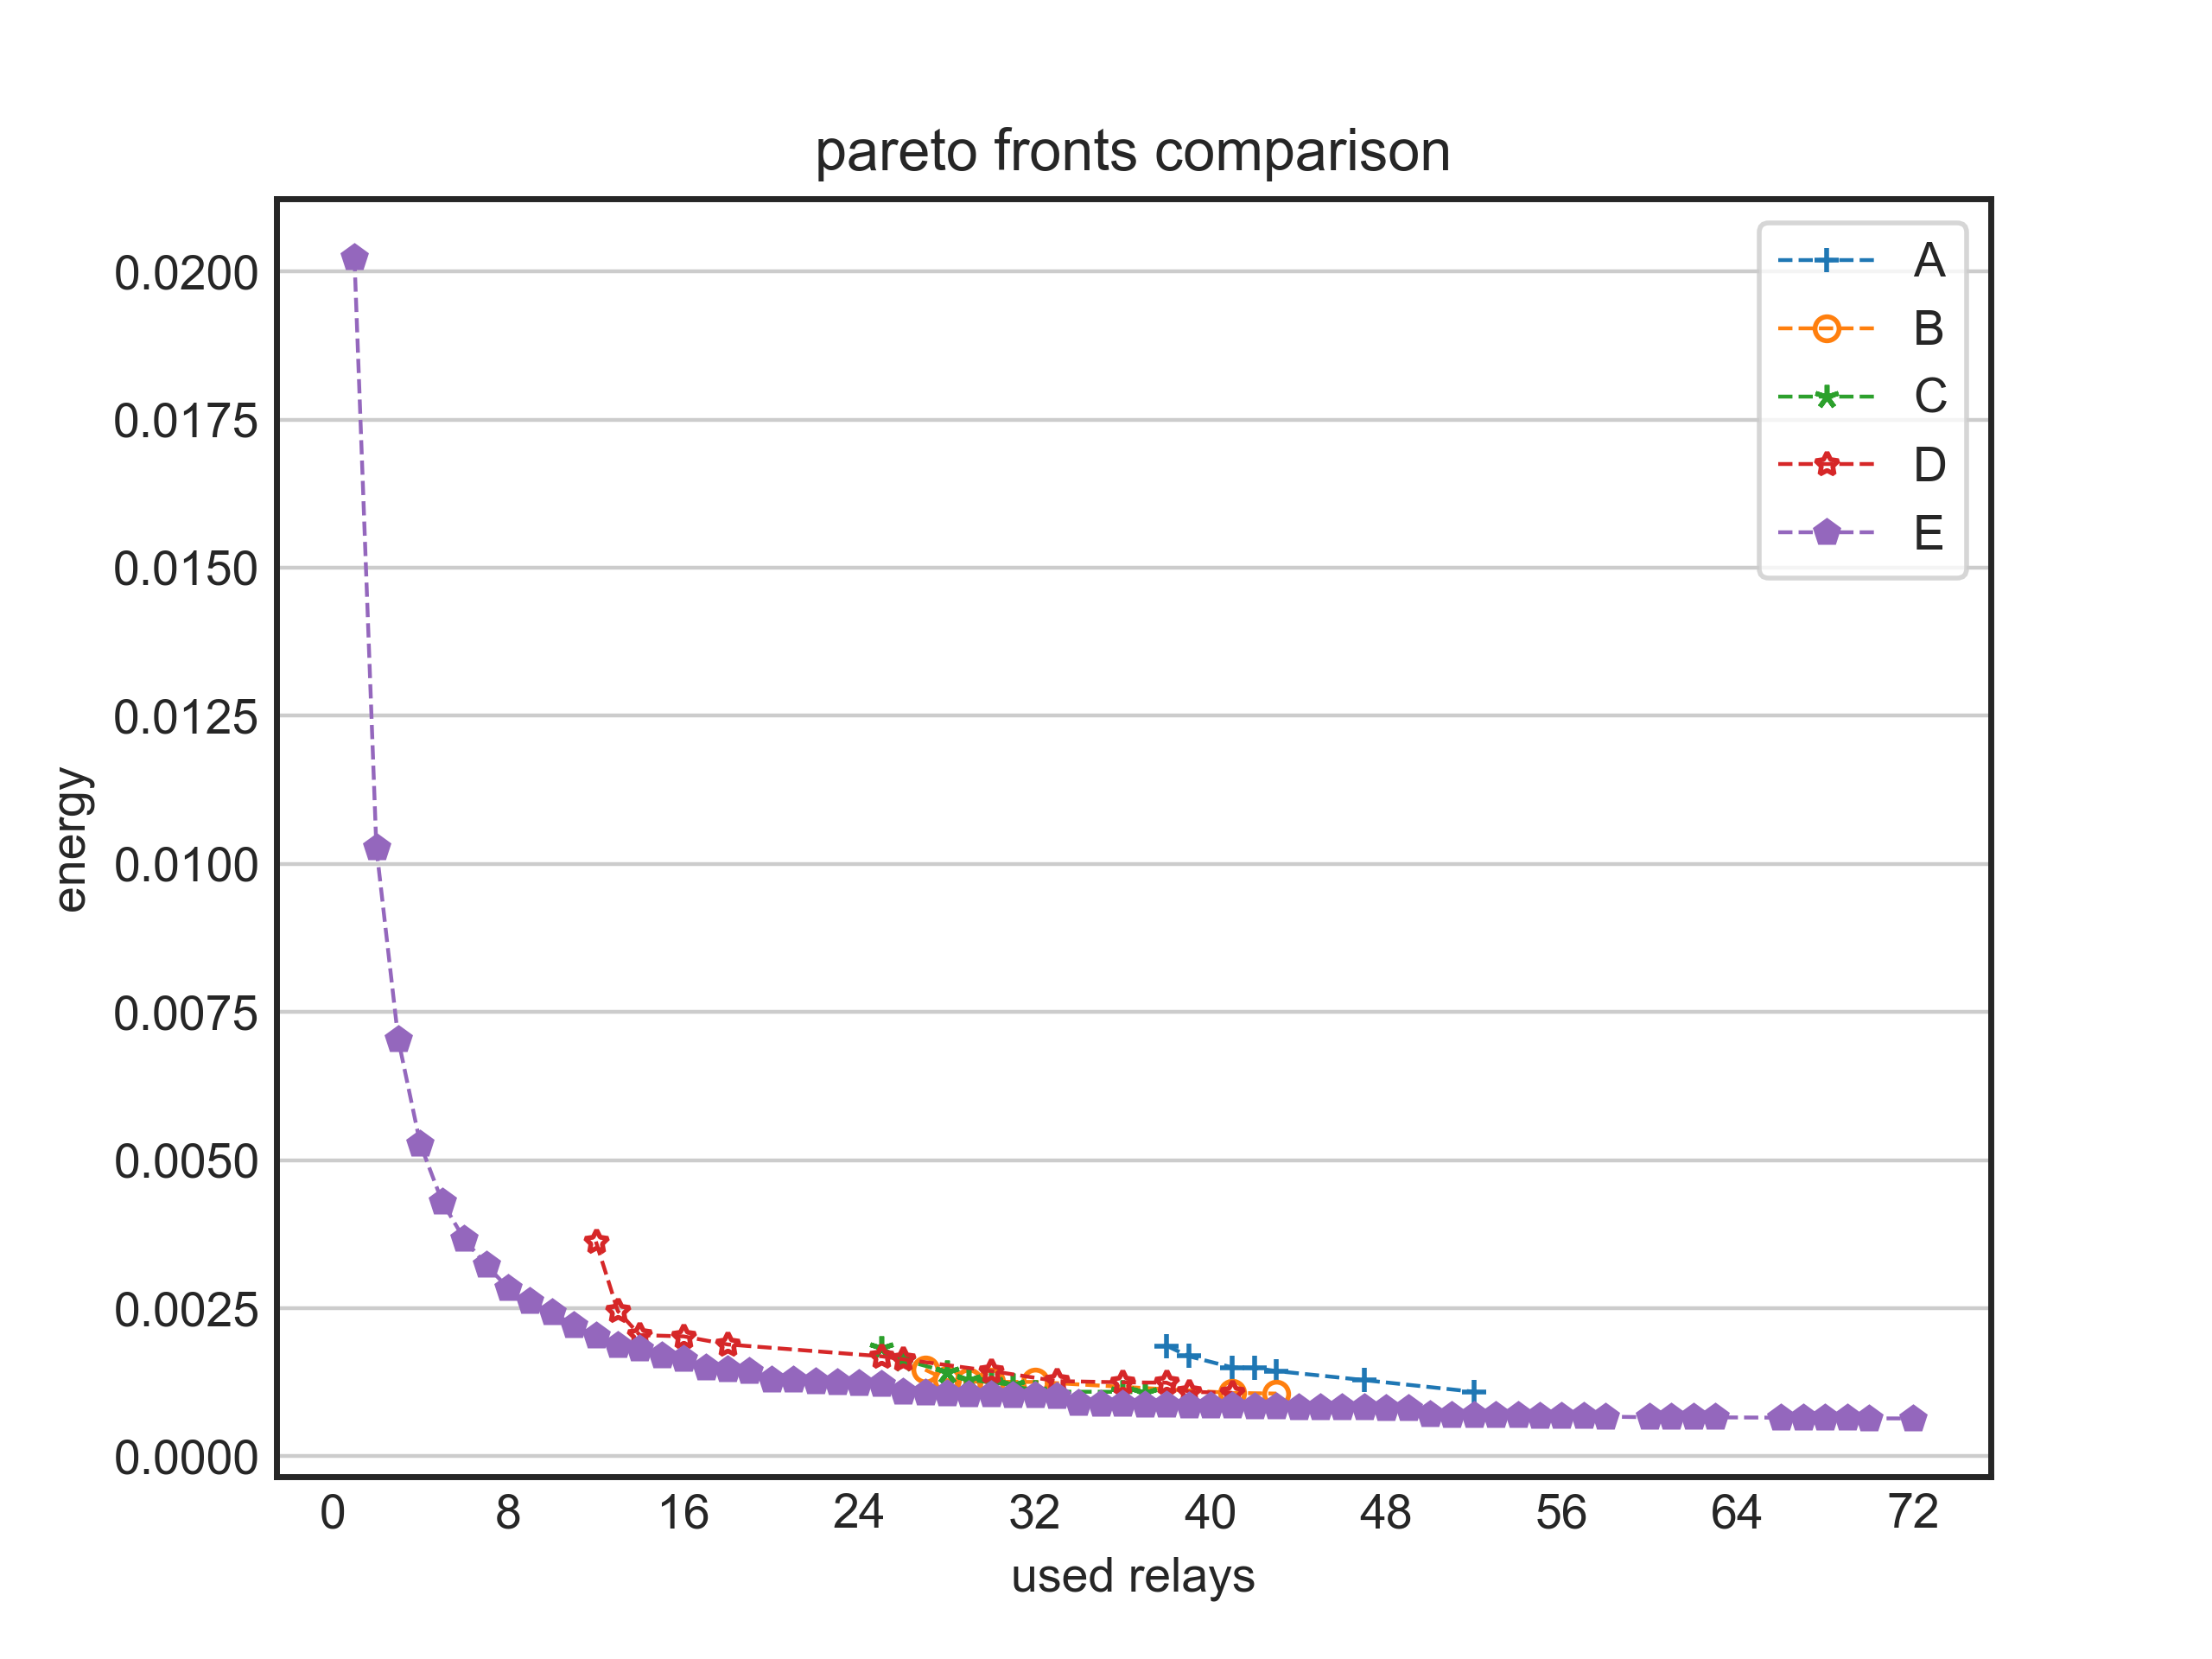 pareto fronts comparison
A
B
C
D
E
0.0200
0.0175
0.0150
0.0125
0.0100
0.0075
0.0050
0.0025
0.0000
energy
0 8 16 24 32 40 48 56 64 72
used relays